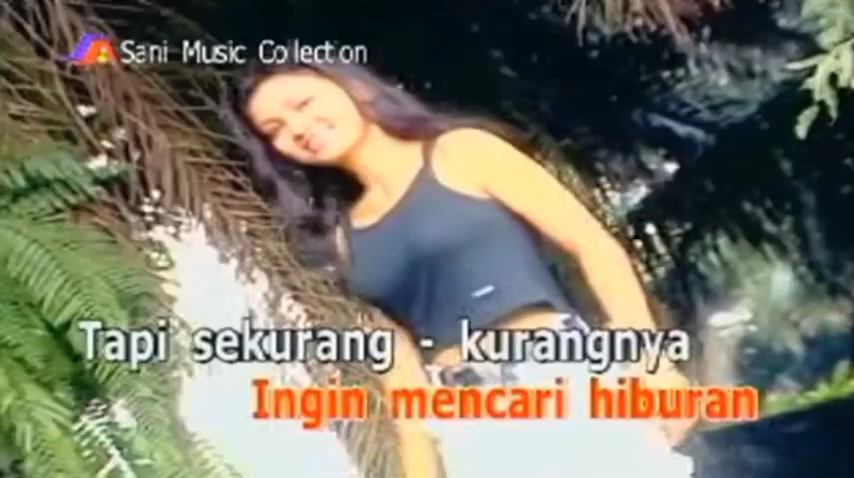 Sani Music Collection
Tapi sekurang - kurangnya
Ingin mencari hiburan